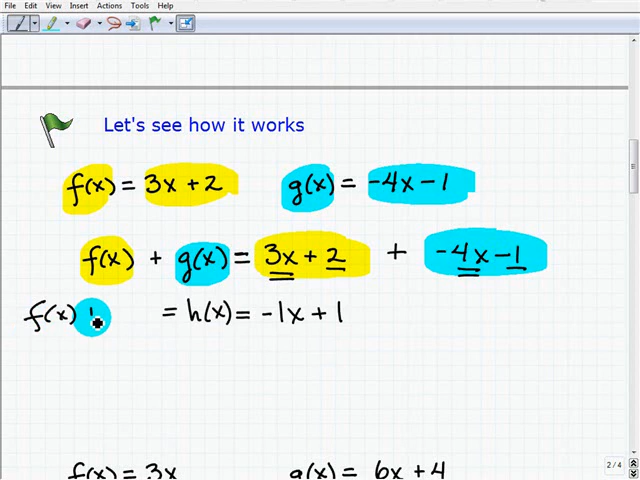 File Edit View Insert Actions Tools Help
Let's see how it works
f(x) = 3x + 2 g(x) = -4x - 1
f(x) + g(x) = 3x + 2 + -4x - 1
f(x) = h(x) = -1x + 1
f(x) = 3x g(x) = 6x + 4
2/4